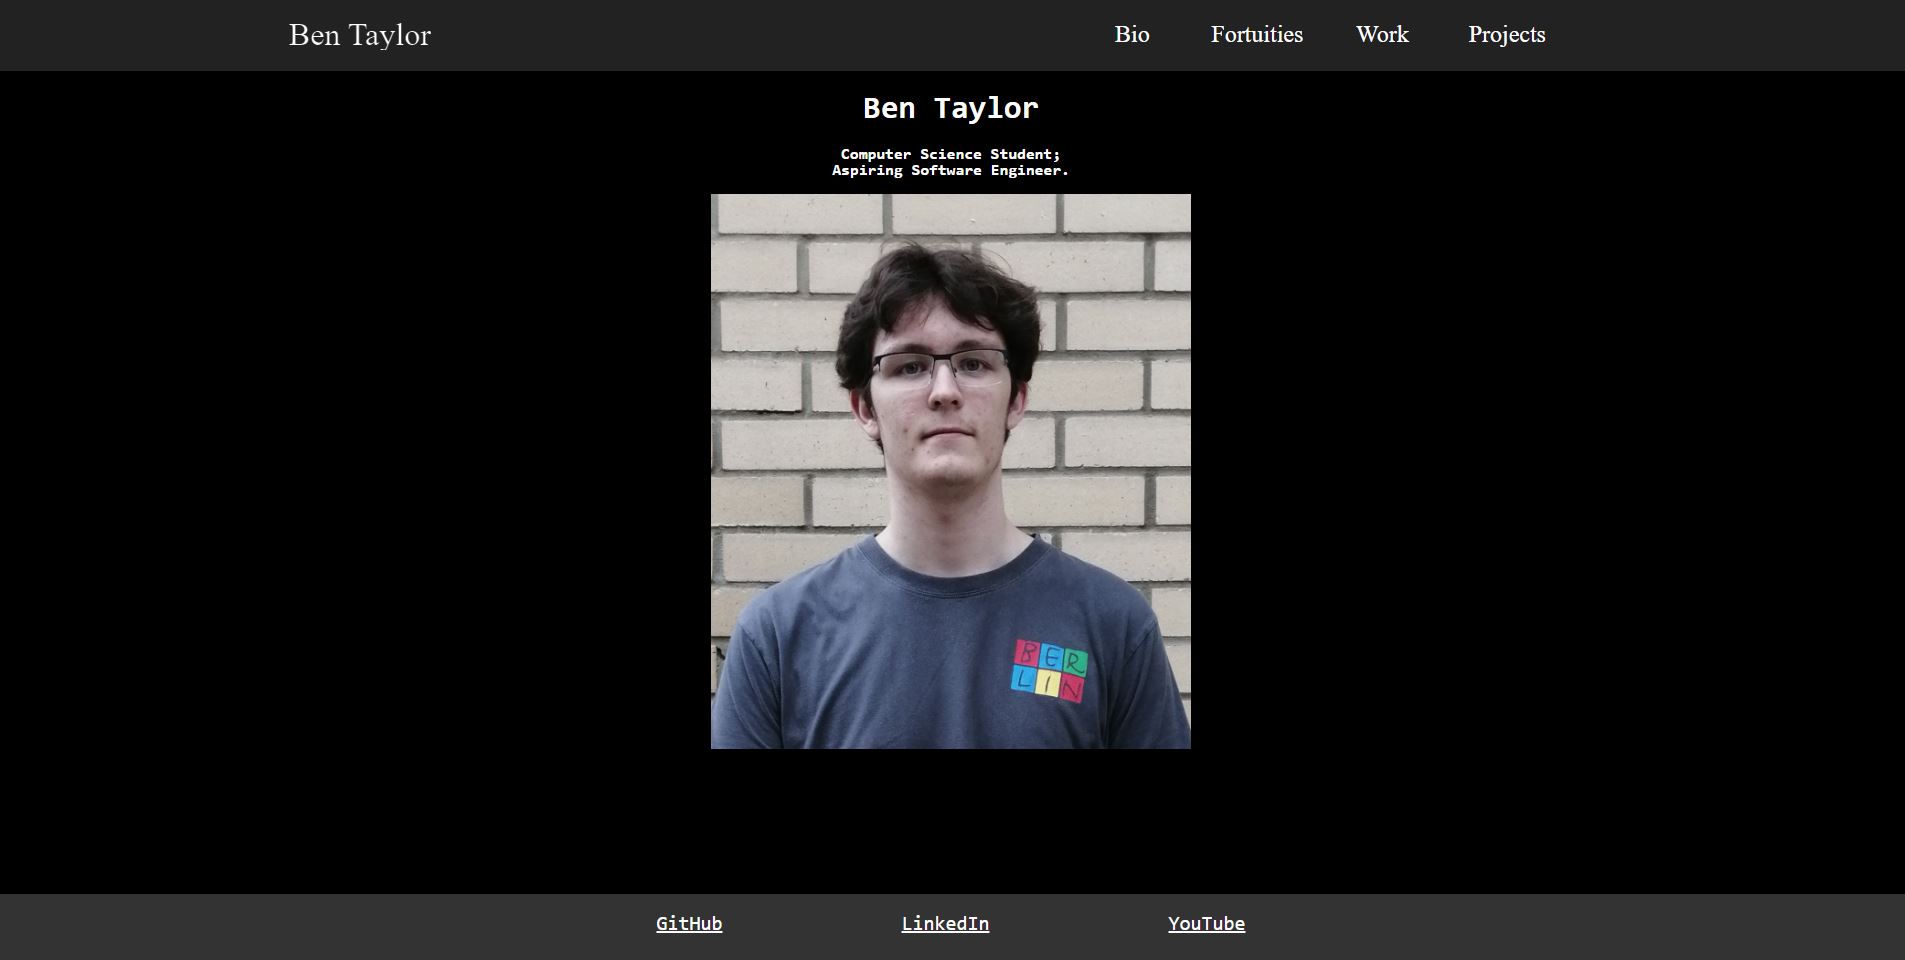 Ben Taylor
Bio Fortuities Work Projects
Ben Taylor
Computer Science Student;
Aspiring Software Engineer.
BER
LIN
GitHub LinkedIn YouTube